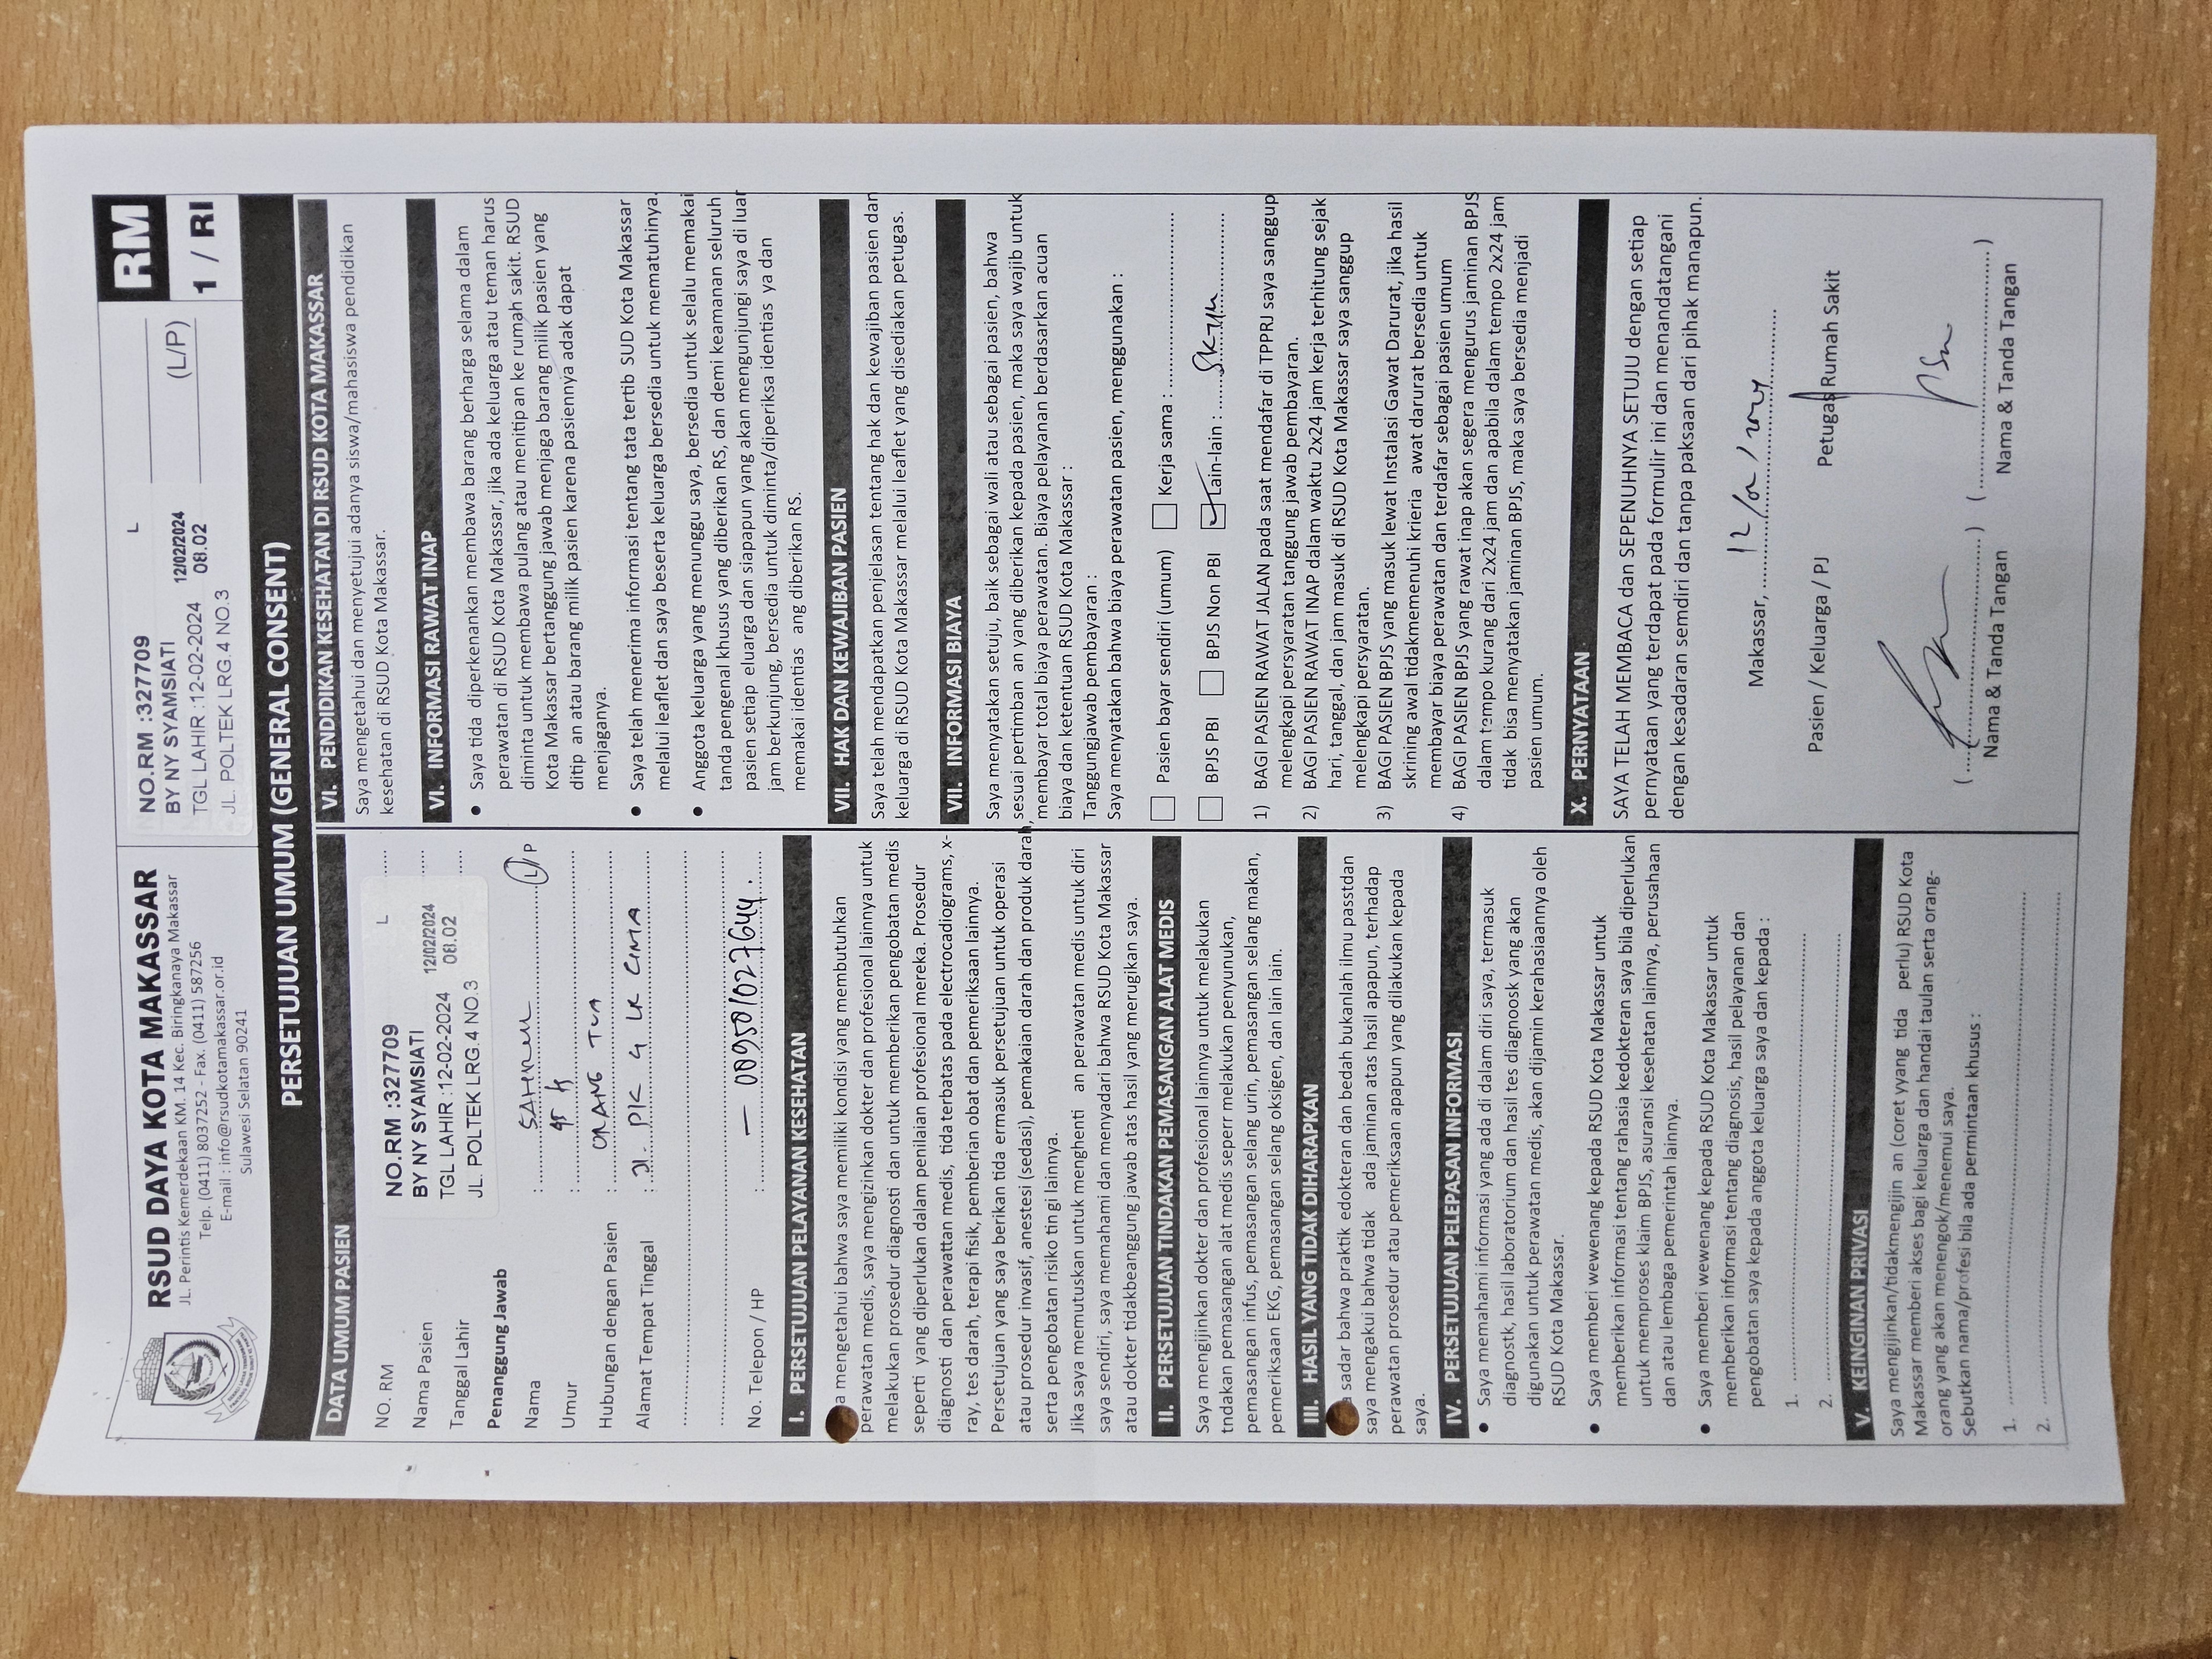 RSUD DAYA KOTA MAKASSAR
JL. Perintis Kemerdekaan KM. 14 Kec. Biringkanaya Makassar
Telp. (0411) 8037252 - Fax. (0411) 587256
E-mail : info@rsudkotamakassar.or.id
Sulawesi Selatan 90241
NO.RM :327709 L
BY NY SYAMSIATI
TGL LAHIR :12-02-2024 12/02/2024 08.02
JL. POLTEK LRG.4 NO.3
(L/P)
RM
1 / RI
PERSETUJUAN UMUM (GENERAL CONSENT)
DATA UMUM PASIEN
NO. RM
Nama Pasien
Tanggal Lahir
NO.RM :327709 L
BY NY SYAMSIATI
TGL LAHIR :12-02-2024 12/02/2024 08.02
JL. POLTEK LRG.4 NO.3
Penanggung Jawab
Nama : L/P
Umur : 45
Hubungan dengan Pasien : ORANG TUA
Alamat Tempat Tinggal : Jl. PK 4 LR
No. Telepon / HP :
I. PERSETUJUAN PELAYANAN KESEHATAN
a mengetahui bahwa saya memiliki kondisi yang membutuhkan
perawatan medis, saya mengizinkan dokter dan profesional lainnya untuk
melakukan prosedur diagnosti dan untuk memberikan pengobatan medis
seperti yang diperlukan dalam penilaian profesional mereka. Prosedur
diagnosti dan perawattan medis, tida terbatas pada electrocadiograms, x-
ray, tes darah, terapi fisik, pemberian obat dan pemeriksaan lainnya.
Persetujuan yang saya berikan tida ermasuk persetujuan untuk operasi
atau prosedur invasif, anestesi (sedasi), pemakaian darah dan produk darah,
serta pengobatan risiko tin gi lainnya.
Jika saya memutuskan untuk menghenti an perawatan medis untuk diri
saya sendiri, saya memahami dan menyadari bahwa RSUD Kota Makassar
atau dokter tidakbeanggung jawab atas hasil yang merugikan saya.
II. PERSETUJUAN TINDAKAN PEMASANGAN ALAT MEDIS
Saya mengijinkan dokter dan profesional lainnya untuk melakukan
tndakan pemasangan alat medis seperr melakukan penyunukan,
pemasangan infus, pemasangan selang urin, pemasangan selang makan,
pemeriksaan EKG, pemasangan selang oksigen, dan lain lain.
III. HASIL YANG TIDAK DIHARAPKAN
a sadar bahwa praktik edokteran dan bedah bukanlah ilmu passtdan
saya mengakui bahwa tidak ada jaminan atas hasil apapun, terhadap
perawatan prosedur atau pemeriksaan apapun yang dilakukan kepada
saya.
IV. PERSETUJUAN PELEPASAN INFORMASI
● Saya memahami informasi yang ada di dalam diri saya, termasuk
diagnostk, hasil laboratorium dan hasil tes diagnoosk yang akan
digunakan untuk perawatan medis, akan dijamin kerahasiaannya oleh
RSUD Kota Makassar.
● Saya memberi wewenang kepada RSUD Kota Makassar untuk
memberikan informasi tentang rahasia kedokteran saya bila diperlukan
untuk memproses klaim BPJS, asuransi kesehatan lainnya, perusahaan
dan atau lembaga pemerintah lainnya.
● Saya memberi wewenang kepada RSUD Kota Makassar untuk
memberikan informasi tentang diagnosis, hasil pelayanan dan
pengobatan saya kepada anggota keluarga saya dan kepada :
1.
2.
V. KEINGINAN PRIVASI
Saya mengijinkan/tidakmengijin an (coret yyang tida perlu) RSUD Kota
Makassar memberi akses bagi keluarga dan handai taulan serta orang-
orang yang akan menengok/menemui saya.
Sebutkan nama/profesi bila ada permintaan khusus :
1.
2.
VI. PENDIDIKAN KESEHATAN DI RSUD KOTA MAKASSAR
Saya mengetahui dan menyetujui adanya siswa/mahasiswa pendidikan
kesehatan di RSUD Kota Makassar.
VI. INFORMASI RAWAT INAP
● Saya tida diperkenankan membawa barang berharga selama dalam
perawatan di RSUD Kota Makassar, jika ada keluarga atau teman harus
diminta untuk membawa pulang atau menitip an ke rumah sakit. RSUD
Kota Makassar bertanggung jawab menjaga barang milik pasien yang
ditip an atau barang milik pasien karena pasiennya adak dapat
menjaganya.
● Saya telah menerima informasi tentang tata tertib SUD Kota Makassar
melalui leaflet dan saya beserta keluarga bersedia untuk mematuhinya.
● Anggota keluarga yang menunggu saya, bersedia untuk selalu memakai
tanda pengenal khusus yang diberikan RS, dan demi keamanan seluruh
pasien setiap eluarga dan siapapun yang akan mengunjungi saya di luar
jam berkunjung, bersedia untuk diminta/diperiksa identias ya dan
memakai identias ang diberikan RS.
VII. HAK DAN KEWAJIBAN PASIEN
Saya telah mendapatkan penjelasan tentang hak dan kewajiban pasien dan
keluarga di RSUD Kota Makassar melalui leaflet yang disediakan petugas.
VII. INFORMASI BIAYA
Saya menyatakan setuju, baik sebagai wali atau sebagai pasien, bahwa
sesuai pertimban an yang diberikan kepada pasien, maka saya wajib untuk
membayar total biaya perawatan. Biaya pelayanan berdasarkan acuan
biaya dan ketentuan RSUD Kota Makassar :
Tanggungjawab pembayaran :
Saya menyatakan bahwa biaya perawatan pasien, menggunakan :
Pasien bayar sendiri (umum) Kerja sama :
BPJS PBI BPJS Non PBI Lain-lain :
1) BAGI PASIEN RAWAT JALAN pada saat mendafar di TPPRJ saya sanggup
melengkapi persyaratan tanggung jawab pembayaran.
2) BAGI PASIEN RAWAT INAP dalam waktu 2x24 jam kerja terhitung sejak
hari, tanggal, dan jam masuk di RSUD Kota Makassar saya sanggup
melengkapi persyaratan.
3) BAGI PASIEN BPJS yang masuk lewat Instalasi Gawat Darurat, jika hasil
skrining awal tidakmemenuhi krieria awat darurat bersedia untuk
membayar biaya perawatan dan terdafar sebagai pasien umum
4) BAGI PASIEN BPJS yang rawat inap akan segera mengurus jaminan BPJS
dalam tempo kurang dari 2x24 jam dan apabila dalam tempo 2x24 jam
tidak bisa menyatakan jaminan BPJS, maka saya bersedia menjadi
pasien umum.
X. PERNYATAAN
SAYA TELAH MEMBACA dan SEPENUHNYA SETUJU dengan setiap
pernyataan yang terdapat pada formulir ini dan menandatangani
dengan kesadaran semdiri dan tanpa paksaan dari pihak manapun.
Makassar, 12/02/2024
Pasien / Keluarga / PJ Petugas Rumah Sakit
Nama & Tanda Tangan Nama & Tanda Tangan